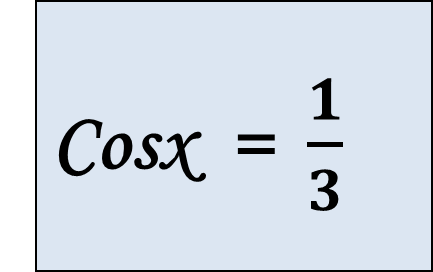 Cosx = 1/3